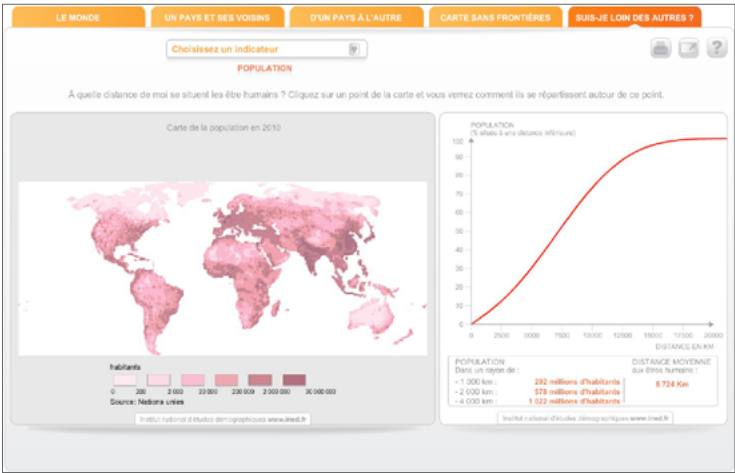 LE MONDE
UN PAYS ET SES VOISINS
D'UN PAYS À L'AUTRE
CARTE SANS FRONTIÈRES
SUIS-JE LOIN DES AUTRES ?
Choisissez un indicateur
?
POPULATION
À quelle distance de moi se situent les être humains ? Cliquez sur un point de la carte et vous verrez comment ils se répartissent autour de ce point.
Carte de la population en 2010
habitants
0 200 2 000 20 000 200 000 2 000 000 30 000 000
Source: Nations unies
Institut national d'études démographiques www.ined.fr
POPULATION
(% située à une distance inférieure)
100
90
80
70
60
50
40
30
20
10
0
0 2500 5000 7500 10000 12500 15000 17500 20000
DISTANCE EN KM
POPULATION
Dans un rayon de :
- 1 000 km : 292 millions d'habitants
- 2 000 km : 578 millions d'habitants
- 4 000 km : 1 022 millions d'habitants
DISTANCE MOYENNE
aux êtres humains :
8 724 Km
Institut national d'études démographiques www.ined.fr